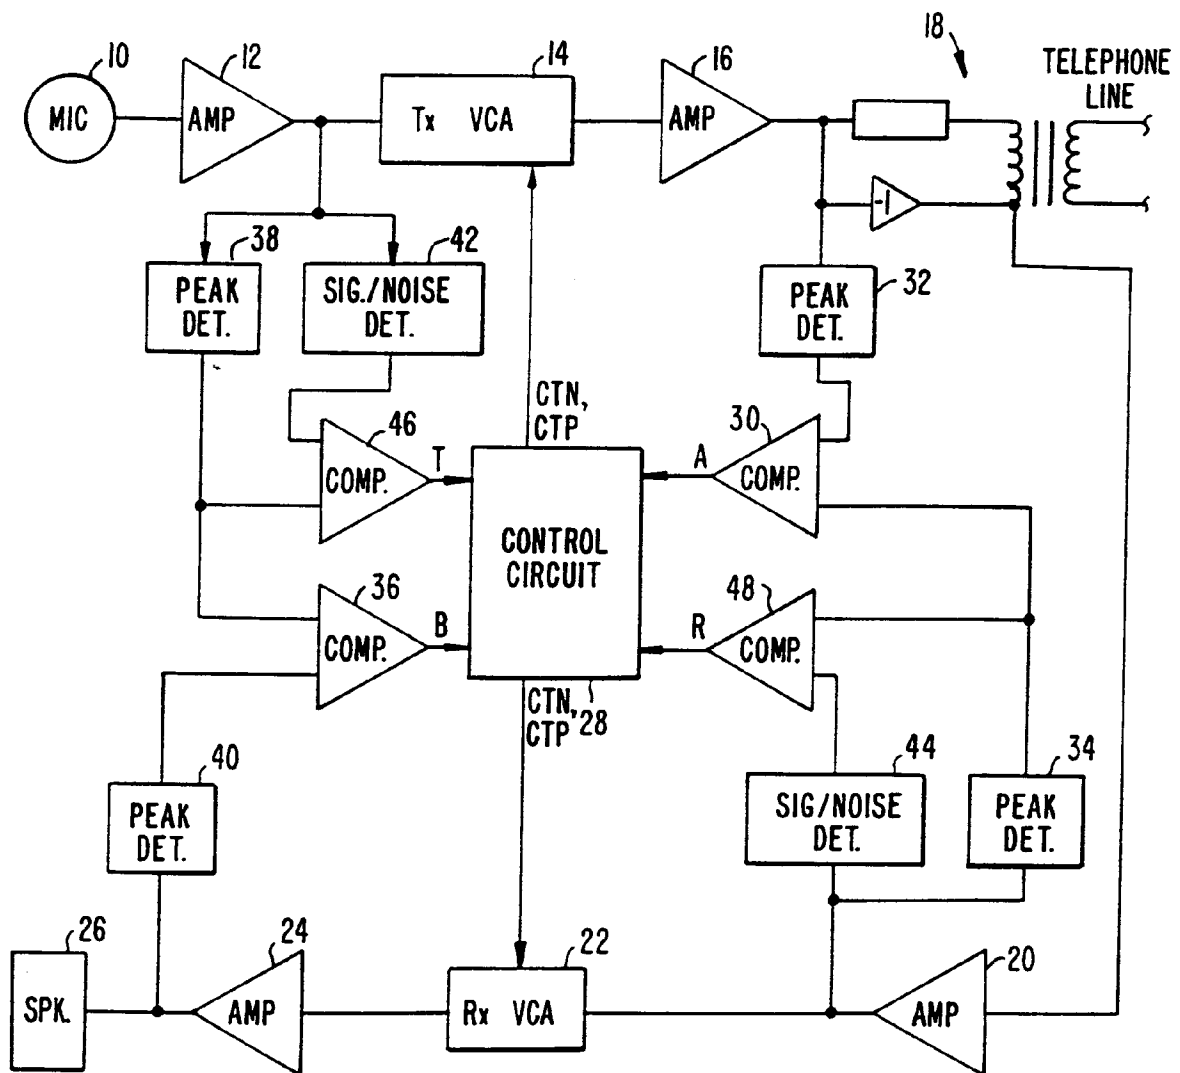 10
12
14
16
18
TELEPHONE
LINE
MIC
AMP
Tx VCA
AMP
-1
38
42
32
PEAK
DET.
SIG./NOISE
DET.
PEAK
DET.
CTN,
CTP
46
30
T
A
COMP.
COMP.
CONTROL
CIRCUIT
36
48
B
R
COMP.
COMP.
CTN,
CTP
28
40
44
34
PEAK
DET.
SIG/NOISE
DET.
PEAK
DET.
26
24
22
20
SPK.
AMP
Rx VCA
AMP